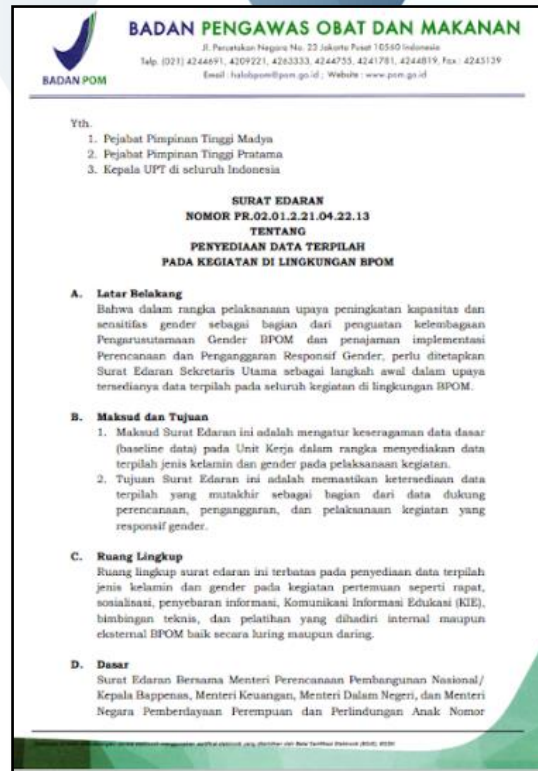 BADAN POM
BADAN PENGAWAS OBAT DAN MAKANAN
Jl. Percetakan Negara No. 23 Jakarta Pusat 10560 Indonesia
Telp. (021) 4244691, 4209221, 4263333, 4244755, 4241781, 4244819, Fax : 4245139
Email : halobpom@pom.go.id ; Website : www.pom.go.id
Yth.
1. Pejabat Pimpinan Tinggi Madya
2. Pejabat Pimpinan Tinggi Pratama
3. Kepala UPT di seluruh Indonesia
SURAT EDARAN
NOMOR PR.02.01.2.21.04.22.13
TENTANG
PENYEDIAAN DATA TERPILAH
PADA KEGIATAN DI LINGKUNGAN BPOM
A. Latar Belakang
Bahwa dalam rangka pelaksanaan upaya peningkatan kapasitas dan
sensitifas gender sebagai bagian dari penguatan kelembagaan
Pengarusutamaan Gender BPOM dan penajaman implementasi
Perencanaan dan Penganggaran Responsif Gender, perlu ditetapkan
Surat Edaran Sekretaris Utama sebagai langkah awal dalam upaya
tersedianya data terpilah pada seluruh kegiatan di lingkungan BPOM.
B. Maksud dan Tujuan
1. Maksud Surat Edaran ini adalah mengatur keseragaman data dasar
(baseline data) pada Unit Kerja dalam rangka menyediakan data
terpilah jenis kelamin dan gender pada pelaksanaan kegiatan.
2. Tujuan Surat Edaran ini adalah memastikan ketersediaan data
terpilah yang mutakhir sebagai bagian dari data dukung
perencanaan, penganggaran, dan pelaksanaan kegiatan yang
responsif gender.
C. Ruang Lingkup
Ruang lingkup surat edaran ini terbatas pada penyediaan data terpilah
jenis kelamin dan gender pada kegiatan pertemuan seperti rapat,
sosialisasi, penyebaran informasi, Komunikasi Informasi Edukasi (KIE),
bimbingan teknis, dan pelatihan yang dihadiri internal maupun
eksternal BPOM baik secara luring maupun daring.
D. Dasar
Surat Edaran Bersama Menteri Perencanaan Pembangunan Nasional/
Kepala Bappenas, Menteri Keuangan, Menteri Dalam Negeri, dan Menteri
Negara Pemberdayaan Perempuan dan Perlindungan Anak Nomor